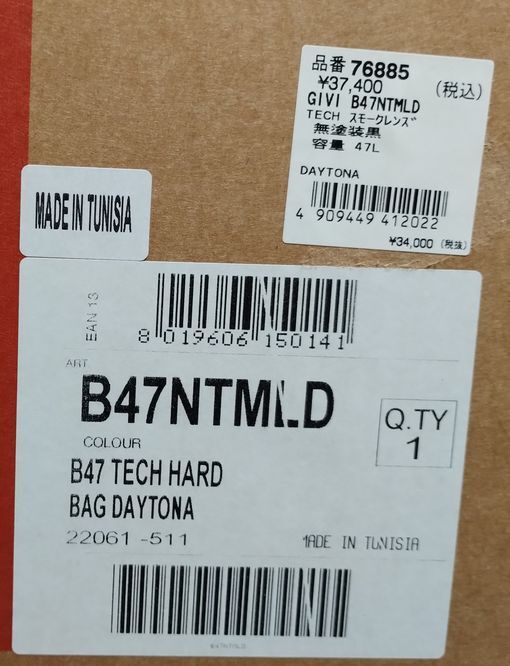 品番 76885
¥37,400 (税込)
GIVI B47NTMLD
TECH スモークレンズ
無塗装黒
容量 47L
DAYTONA
4 909449 412022
¥34,000 (税抜)
MADE IN TUNISIA
EAN 13
8 019606 150141
ART
B47NTMLD
Q.TY
1
COLOUR
B47 TECH HARD
BAG DAYTONA
22061 -511
MADE IN TUNISIA
B47NTMLD